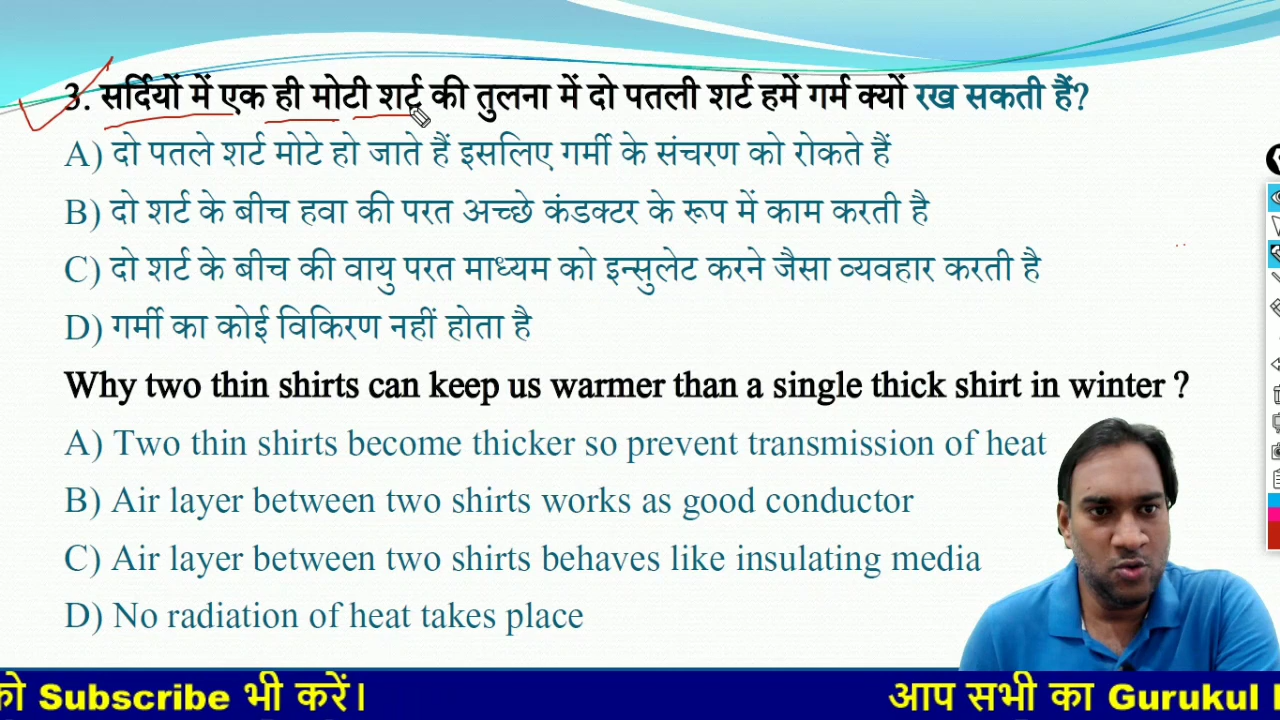 3. सर्दियों में एक ही मोटी शर्ट की तुलना में दो पतली शर्ट हमें गर्म क्यों रख सकती हैं?
A) दो पतले शर्ट मोटे हो जाते हैं इसलिए गर्मी के संचरण को रोकते हैं
B) दो शर्ट के बीच हवा की परत अच्छे कंडक्टर के रूप में काम करती है
C) दो शर्ट के बीच की वायु परत माध्यम को इन्सुलेट करने जैसा व्यवहार करती है
D) गर्मी का कोई विकिरण नहीं होता है
Why two thin shirts can keep us warmer than a single thick shirt in winter ?
A) Two thin shirts become thicker so prevent transmission of heat
B) Air layer between two shirts works as good conductor
C) Air layer between two shirts behaves like insulating media
D) No radiation of heat takes place
को Subscribe भी करें। आप सभी का Gurukul